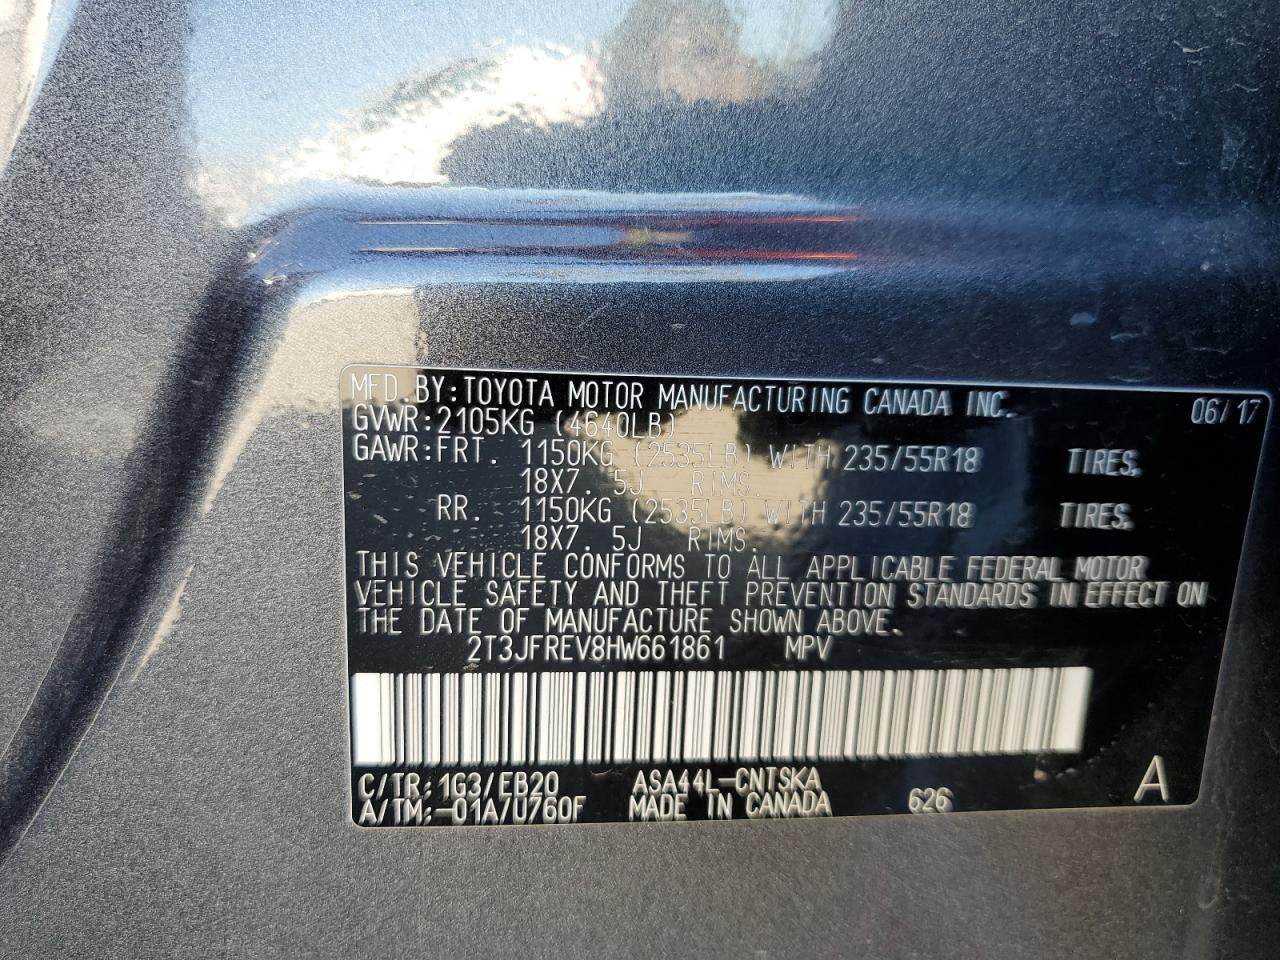 MFD. BY: TOYOTA MOTOR MANUFACTURING CANADA INC. 06/17
GVWR: 2105KG (4640LB)
GAWR: FRT. 1150KG (2535LB) WITH 235/55R18 TIRES.
18X7. 5J RIMS.
RR. 1150KG (2535LB) WITH 235/55R18 TIRES.
18X7. 5J RIMS.
THIS VEHICLE CONFORMS TO ALL APPLICABLE FEDERAL MOTOR
VEHICLE SAFETY AND THEFT PREVENTION STANDARDS IN EFFECT ON
THE DATE OF MANUFACTURE SHOWN ABOVE.
2T3JFREV8HW661861 MPV
C/TR: 1G3/EB20 ASA44L-CNTSKA A
A/TM: -01A/U760F MADE IN CANADA 626